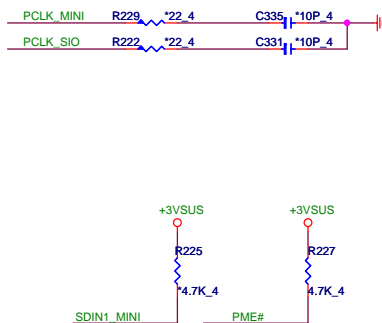 PCLK_MINI R229 *22_4 C335 *10P_4
PCLK_SIO R222 *22_4 C331 *10P_4
+3VSUS +3VSUS
R225 R227
*4.7K_4 4.7K_4
SDIN1_MINI PME#